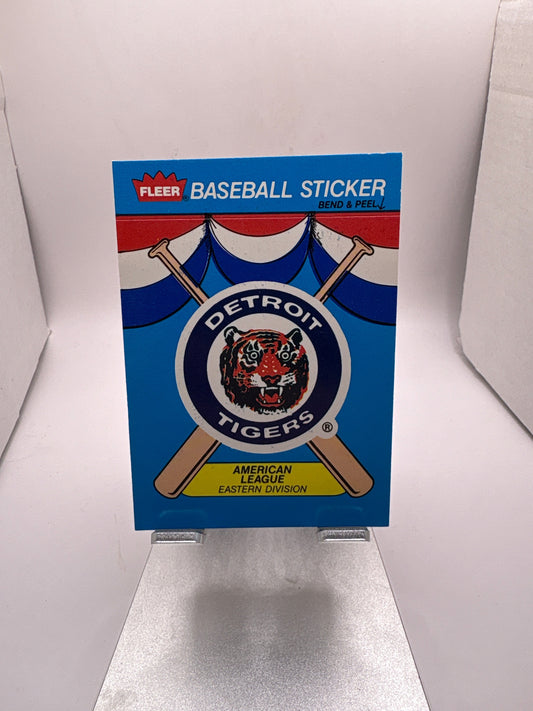 FLEER® BASEBALL STICKER
BEND & PEEL
DETROIT
TIGERS
®
AMERICAN
LEAGUE
EASTERN DIVISION